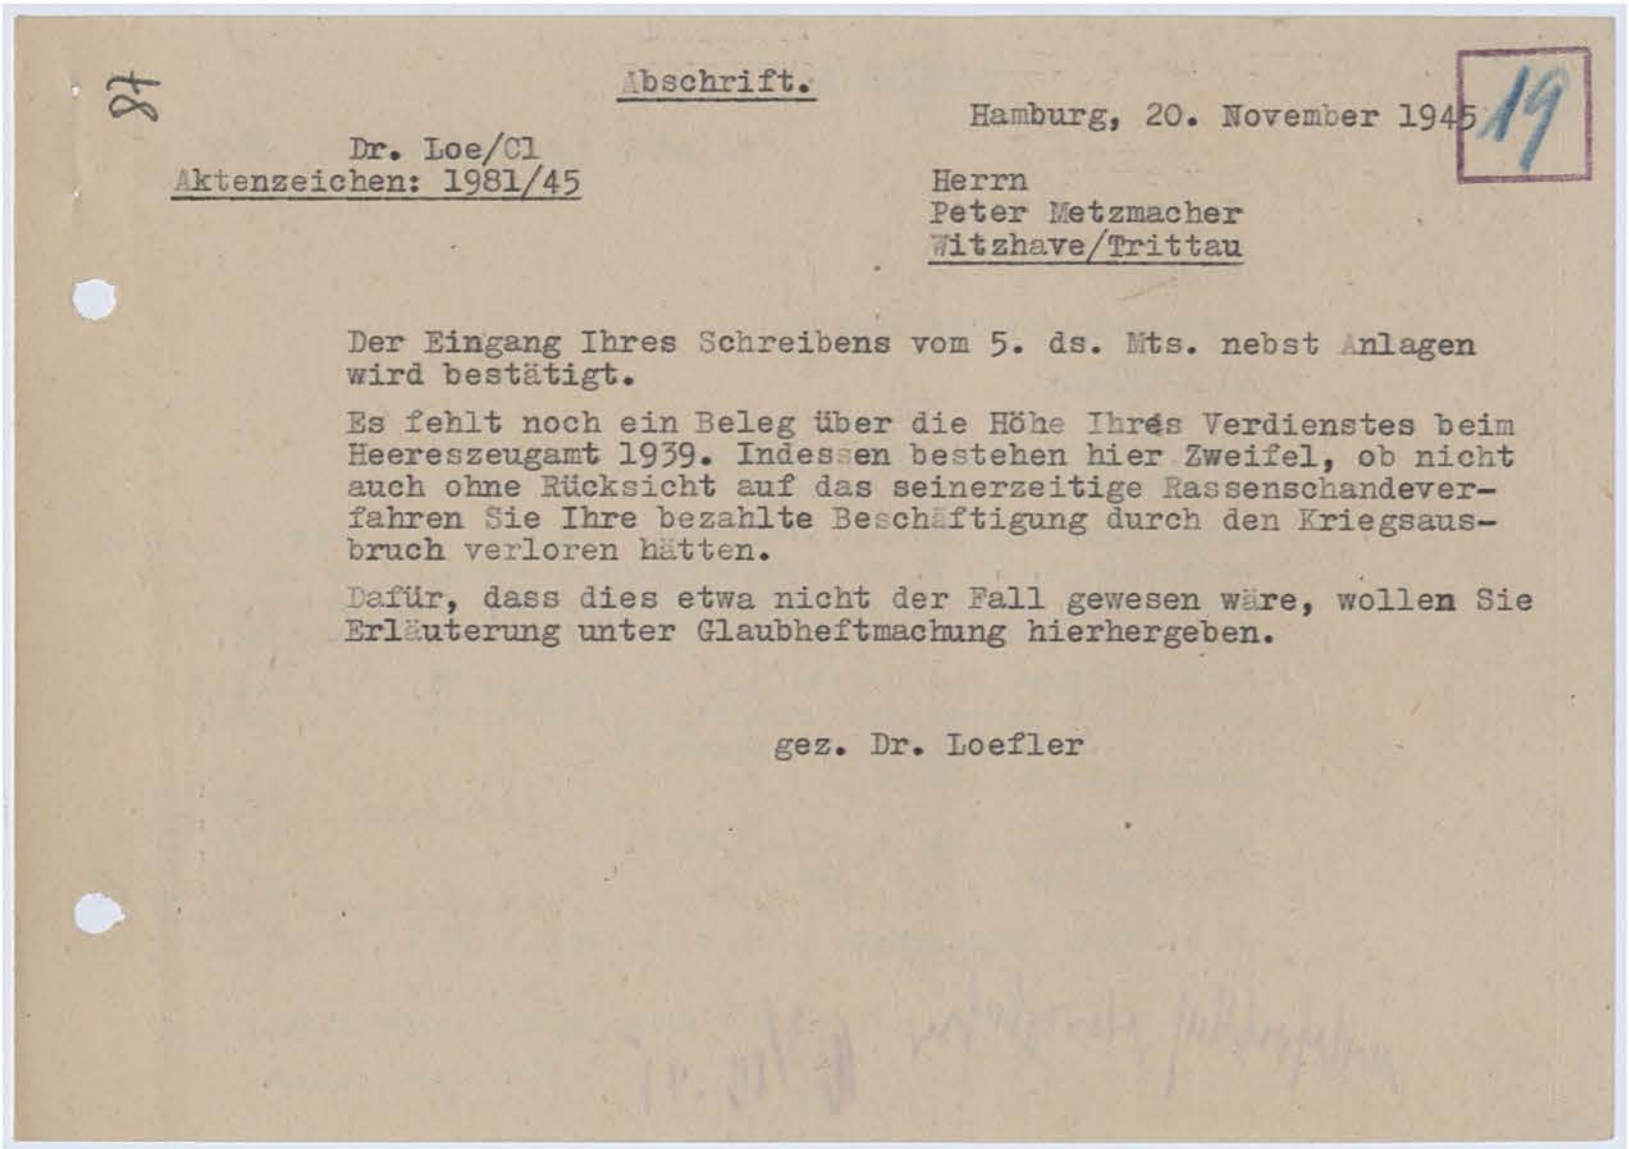 87
Abschrift.
Hamburg, 20. November 1945
19
Dr. Loe/Cl
Aktenzeichen: 1981/45
Herrn
Peter Metzmacher
Witzhave/Trittau
Der Eingang Ihres Schreibens vom 5. ds. Mts. nebst Anlagen
wird bestätigt.
Es fehlt noch ein Beleg über die Höhe Ihres Verdienstes beim
Heereszeugamt 1939. Indessen bestehen hier Zweifel, ob nicht
auch ohne Rücksicht auf das seinerzeitige Rassenschandever-
fahren Sie Ihre bezahlte Beschäftigung durch den Kriegsaus-
bruch verloren hätten.
Dafür, dass dies etwa nicht der Fall gewesen wäre, wollen Sie
Erläuterung unter Glaubheftmachung hierhergeben.
gez. Dr. Loefler